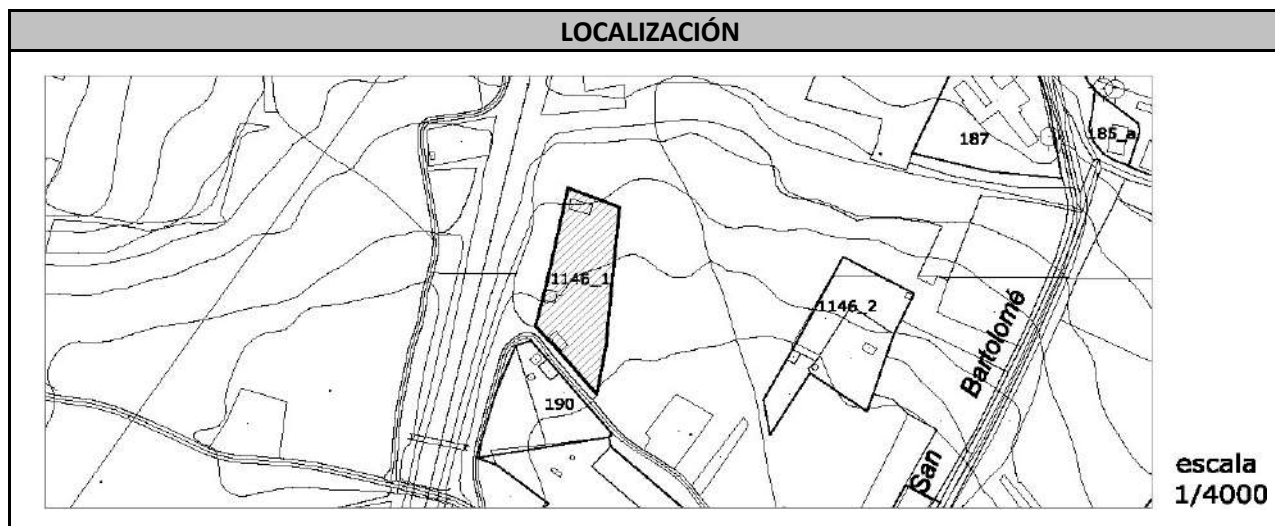 LOCALIZACIÓN
187
185_a
1146_1
1146_2
Bartolomé
190
San
escala
1/4000